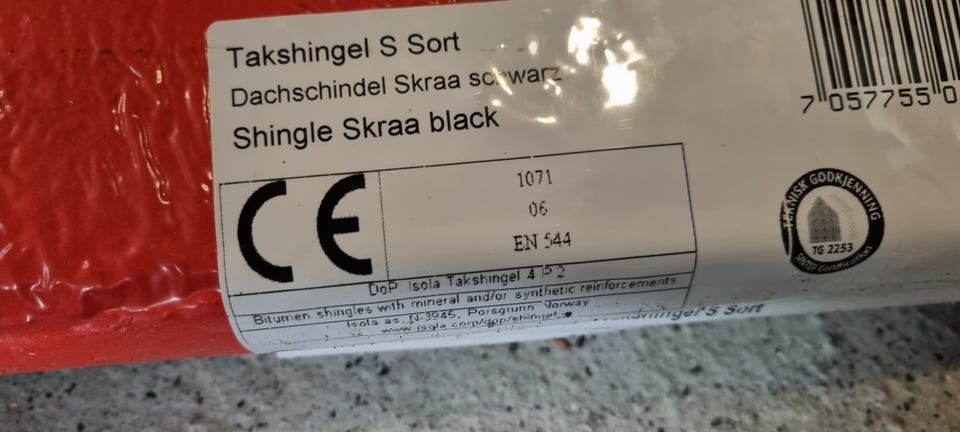 Takshingel S Sort
Dachschindel Skraa schwarz
Shingle Skraa black
7 057755 0
CE
1071
06
EN 544
TEKNISK GODKJENNING
TG 2253
SINTEF Certification
DoP Isola Takshingel 4 P 2
Bitumen shingles with mineral and/or synthetic reinforcements
Isola as, N-3945, Porsgrunn, Norway
www.isola.com/dop/shingel
shingel S Sort